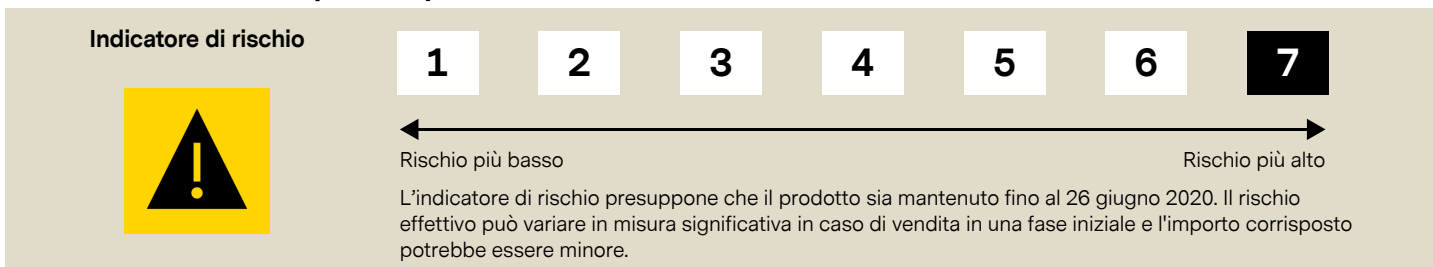 Indicatore di rischio
1 2 3 4 5 6 7
Rischio più basso Rischio più alto
L'indicatore di rischio presuppone che il prodotto sia mantenuto fino al 26 giugno 2020. Il rischio
effettivo può variare in misura significativa in caso di vendita in una fase iniziale e l'importo corrisposto
potrebbe essere minore.